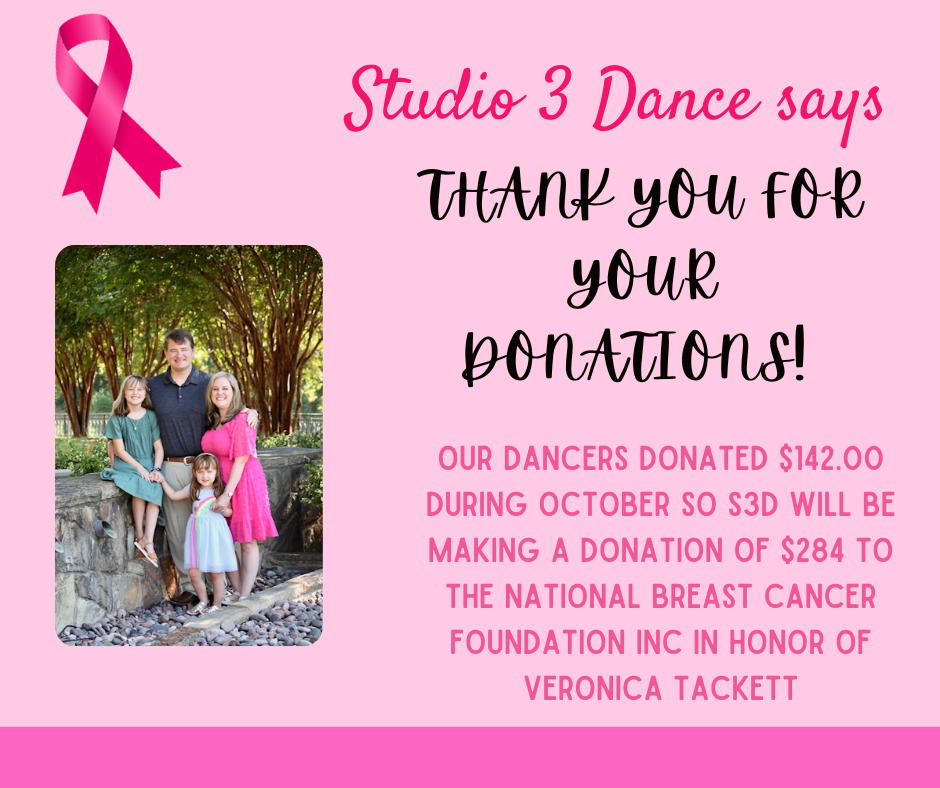 Studio 3 Dance says
THANK YOU FOR
YOUR
DONATIONS!
OUR DANCERS DONATED $142.00
DURING OCTOBER SO S3D WILL BE
MAKING A DONATION OF $284 TO
THE NATIONAL BREAST CANCER
FOUNDATION INC IN HONOR OF
VERONICA TACKETT